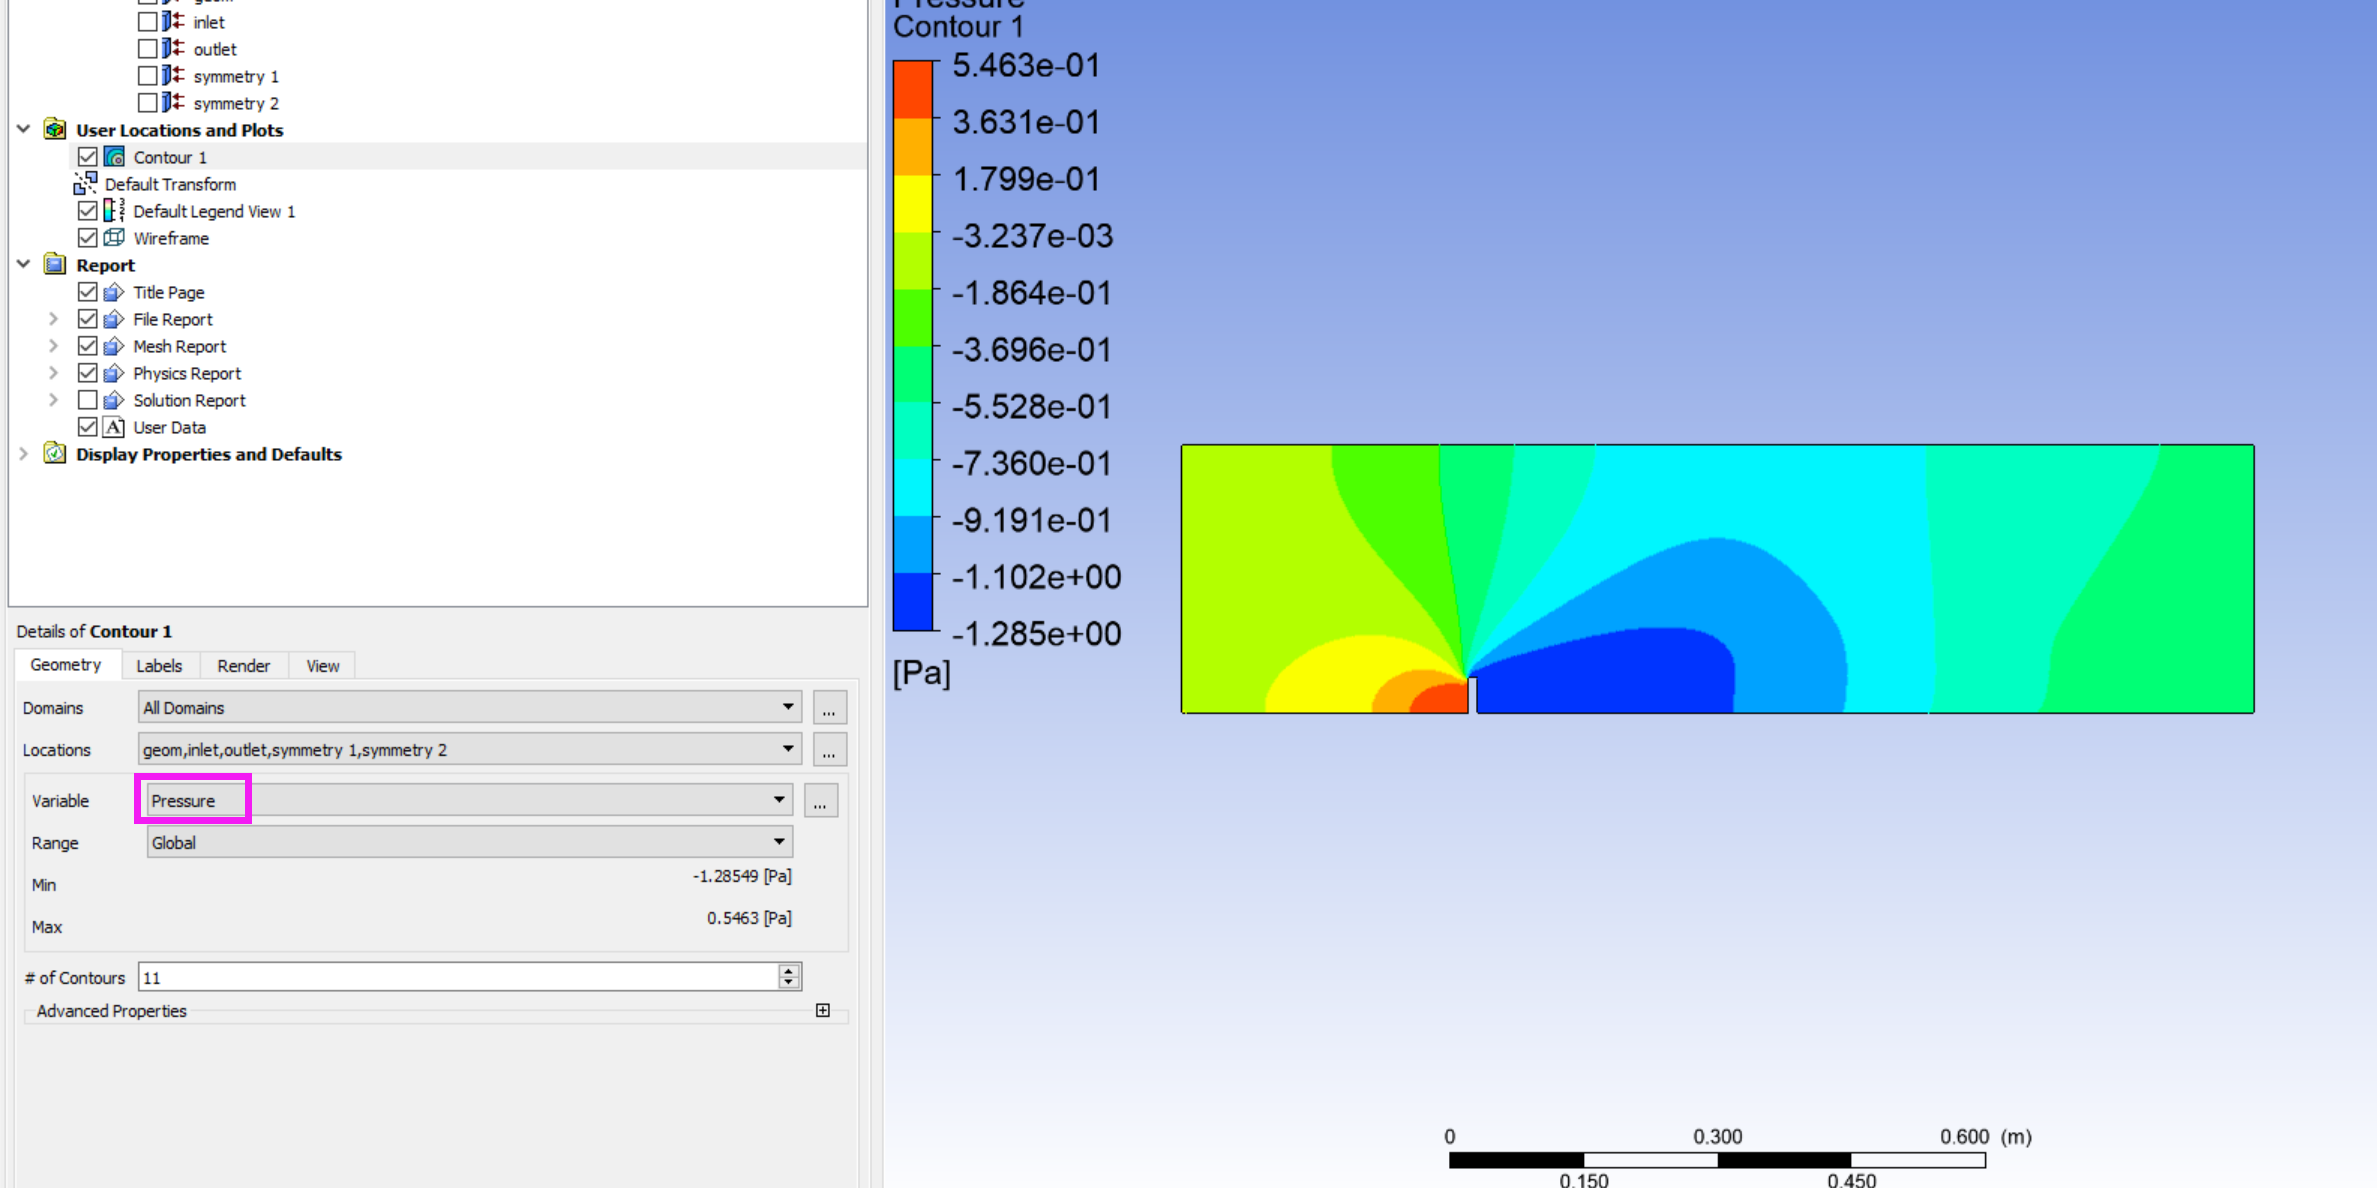 geom
inlet
outlet
symmetry 1
symmetry 2
User Locations and Plots
Contour 1
Default Transform
Default Legend View 1
Wireframe
Report
Title Page
File Report
Mesh Report
Physics Report
Solution Report
A User Data
Display Properties and Defaults
Details of Contour 1
Geometry Labels Render View
Domains All Domains ...
Locations geom,inlet,outlet,symmetry 1,symmetry 2 ...
Variable Pressure ...
Range Global
Min -1.28549 [Pa]
Max 0.5463 [Pa]
# of Contours 11
Advanced Properties
Pressure
Contour 1
5.463e-01
3.631e-01
1.799e-01
-3.237e-03
-1.864e-01
-3.696e-01
-5.528e-01
-7.360e-01
-9.191e-01
-1.102e+00
-1.285e+00
[Pa]
0 0.300 0.600 (m)
0.150 0.450